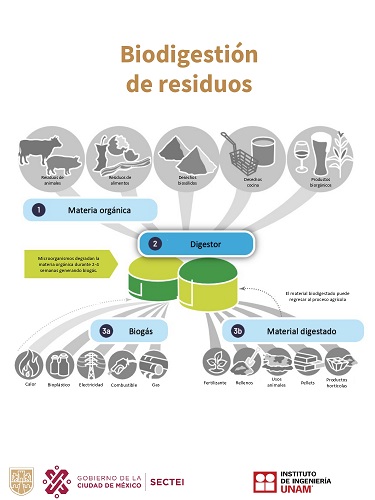 Biodigestión
de residuos
Residuos de
animales
Residuos de
alimentos
Desechos
biosólidos
Desechos
cocina
Productos
biorgánicos
1 Materia orgánica
2 Digestor
Microorganismos degradan la
materia orgánica durante 2-4
semanas generando biogás.
El material biodigestado puede
regresar al proceso agrícola
3a Biogás
3b Material digestado
Calor
Bioplástico
Electricidad
Combustible
Gas
Fertilizante
Rellenos
Usos
animales
Pellets
Productos
hortícolas
GOBIERNO DE LA
CIUDAD DE MÉXICO
SECTEI
INSTITUTO
DE INGENIERÍA
UNAM